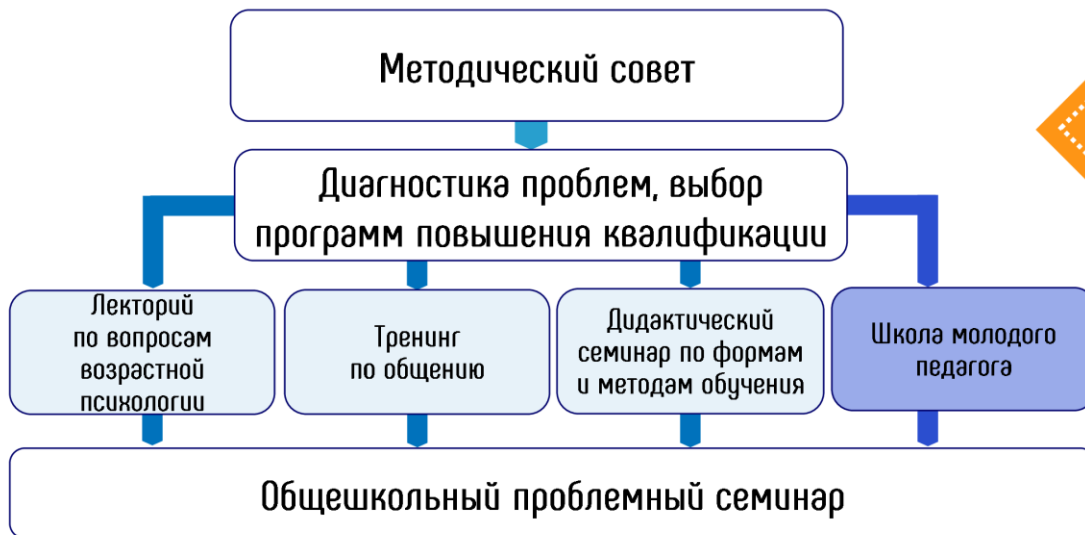 Методический совет
Диагностика проблем, выбор
программ повышения квалификации
Лекторий
по вопросам
возрастной
психологии
Тренинг
по общению
Дидактический
семинар по формам
и методам обучения
Школа молодого
педагога
Общешкольный проблемный семинар